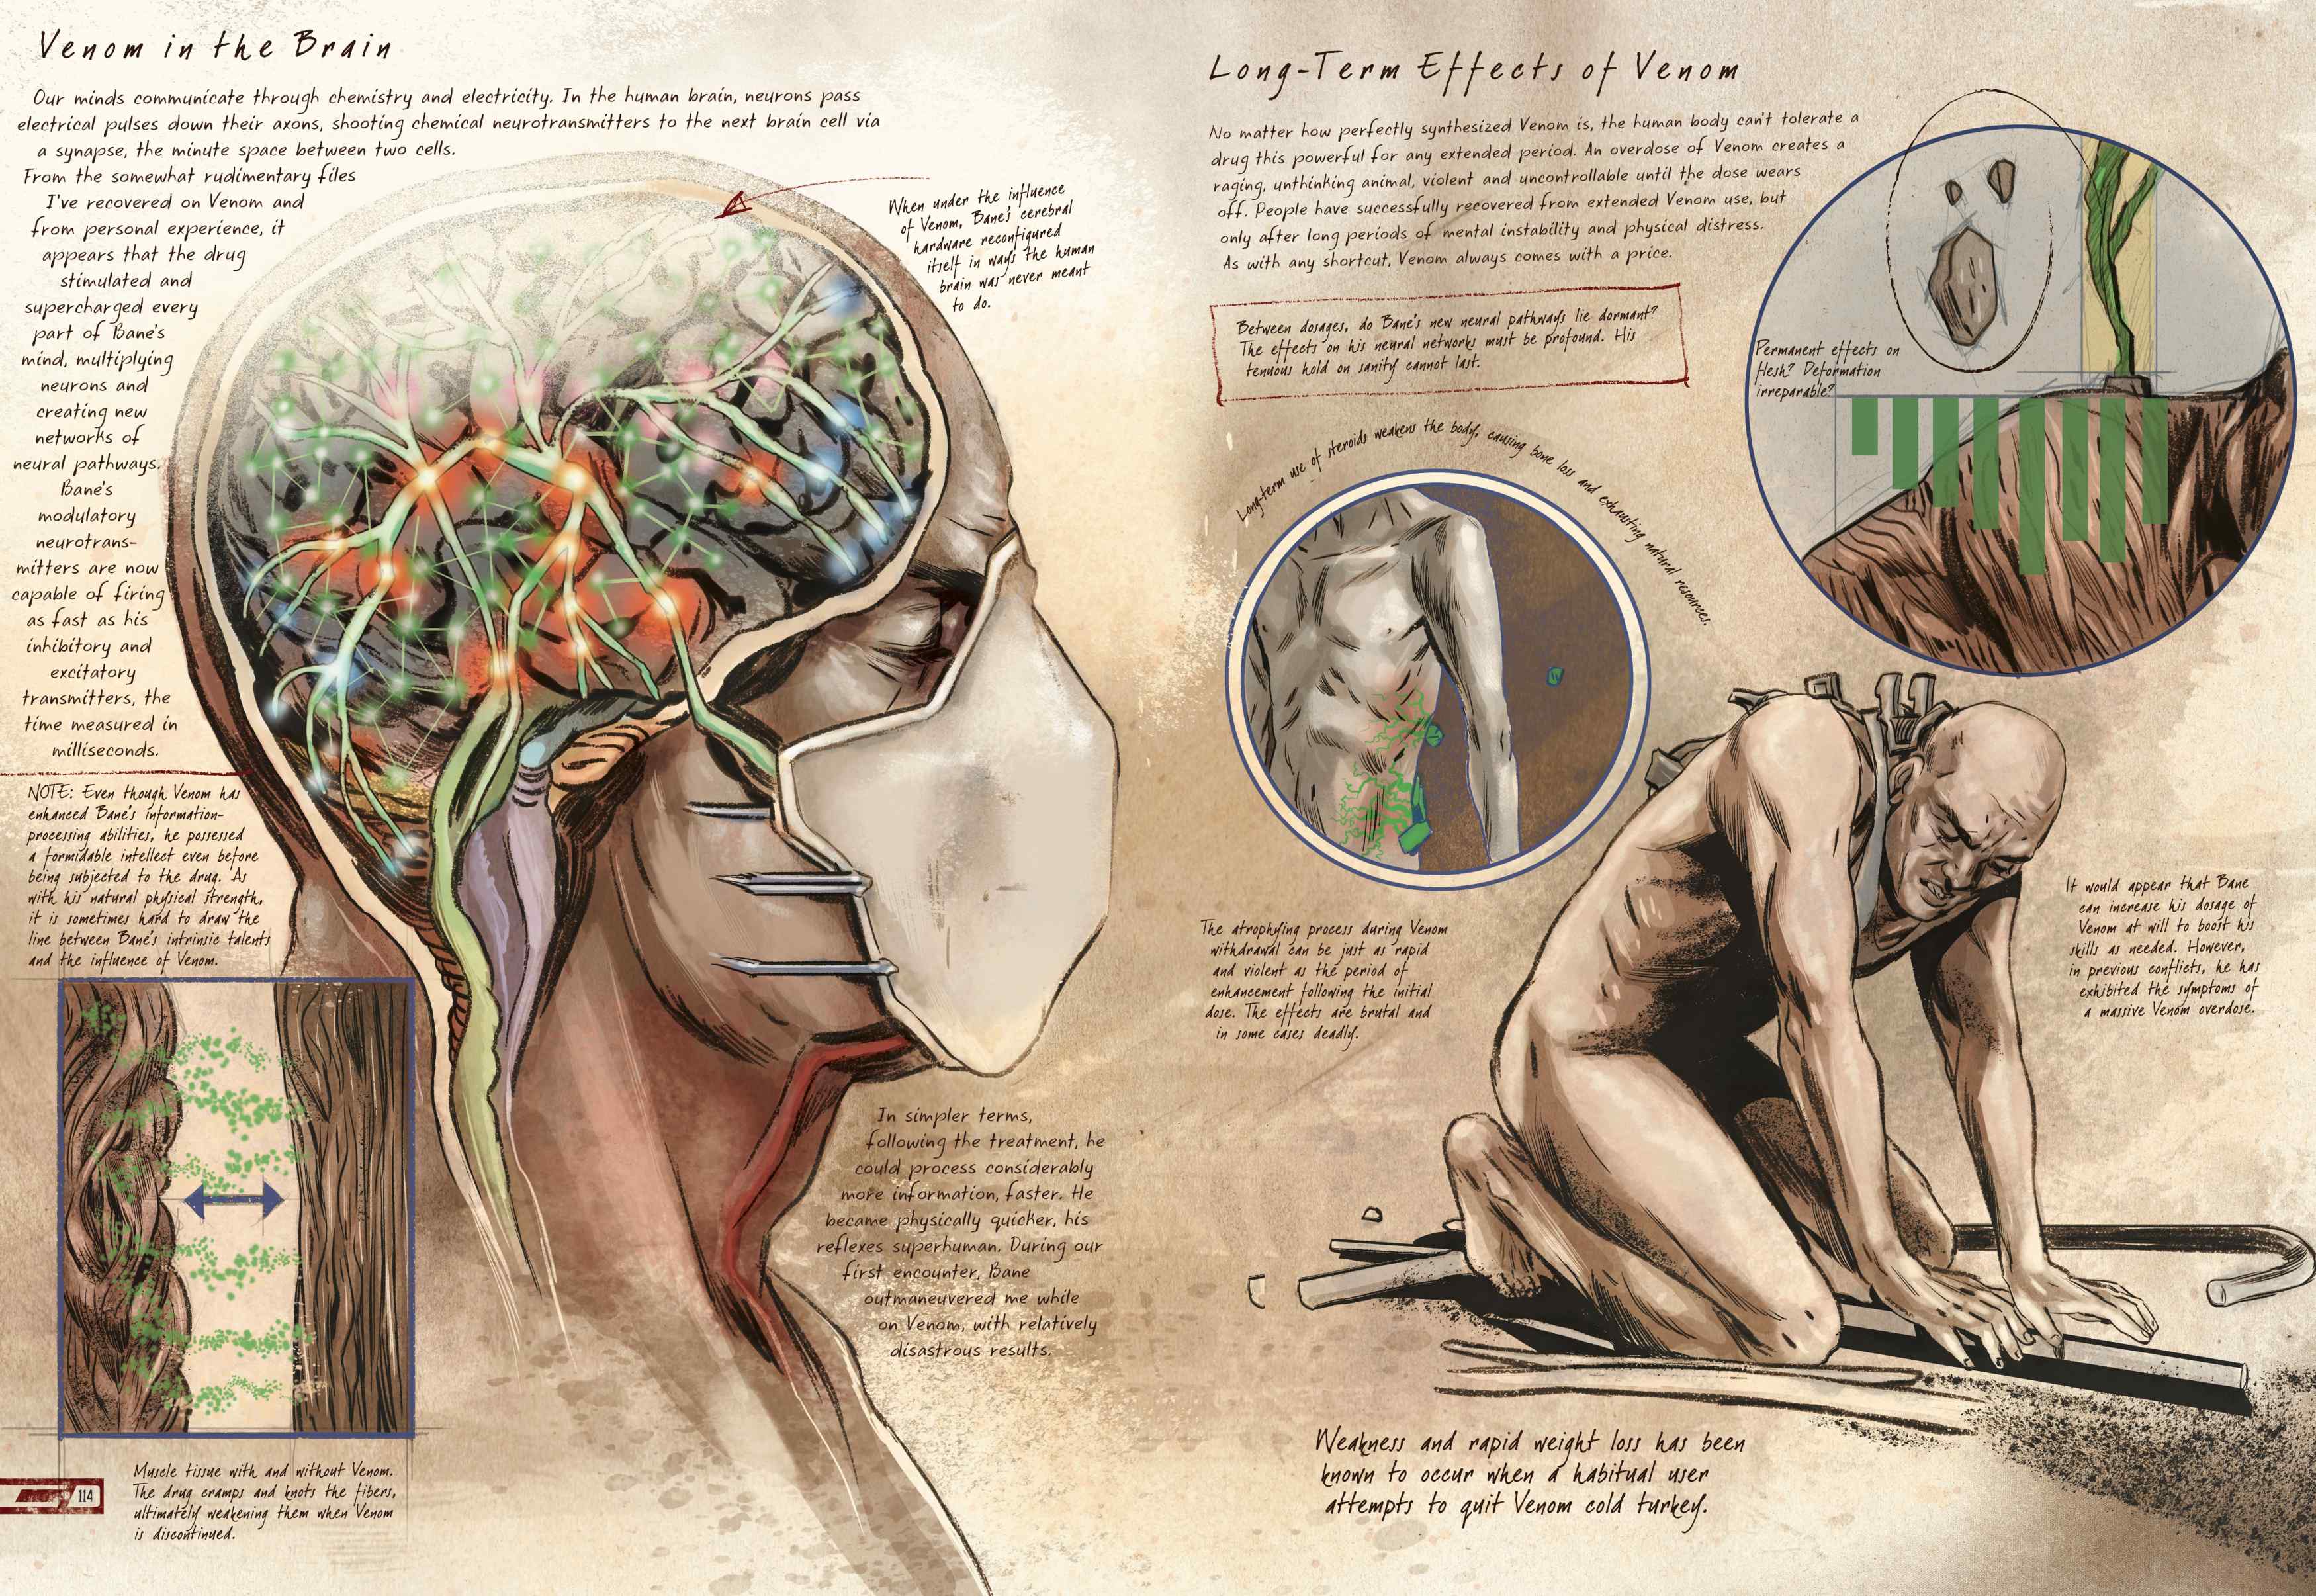 Venom in the Brain
Our minds communicate through chemistry and electricity. In the human brain, neurons pass
electrical pulses down their axons, shooting chemical neurotransmitters to the next brain cell via
a synapse, the minute space between two cells.
From the somewhat rudimentary files
I've recovered on Venom and
from personal experience, it
appears that the drug
stimulated and
supercharged every
part of Bane's
mind, multiplying
neurons and
creating new
networks of
neural pathways.
Bane's
modulatory
neurotrans-
mitters are now
capable of firing
as fast as his
inhibitory and
excitatory
transmitters, the
time measured in
milliseconds.
When under the influence
of Venom, Bane's cerebral
hardware reconfigured
itself in ways the human
brain was never meant
to do.
NOTE: Even though Venom has
enhanced Bane's information-
processing abilities, he possessed
a formidable intellect even before
being subjected to the drug. As
with his natural physical strength,
it is sometimes hard to draw the
line between Bane's intrinsic talents
and the influence of Venom.
In simpler terms,
following the treatment, he
could process considerably
more information, faster. He
became physically quicker, his
reflexes superhuman. During our
first encounter, Bane
outmaneuvered me while
on Venom, with relatively
disastrous results.
Muscle tissue with and without Venom.
The drug cramps and knots the fibers,
ultimately weakening them when Venom
is discontinued.
114
Long-Term Effects of Venom
No matter how perfectly synthesized Venom is, the human body can't tolerate a
drug this powerful for any extended period. An overdose of Venom creates a
raging, unthinking animal, violent and uncontrollable until the dose wears
off. People have successfully recovered from extended Venom use, but
only after long periods of mental instability and physical distress.
As with any shortcut, Venom always comes with a price.
Between dosages, do Bane's new neural pathways lie dormant?
The effects on his neural networks must be profound. His
tenuous hold on sanity cannot last.
Permanent effects on
flesh? Deformation
irreparable?
Long-term use of steroids weakens the body, causing bone loss and exhausting natural resources.
The atrophying process during Venom
withdrawal can be just as rapid
and violent as the period of
enhancement following the initial
dose. The effects are brutal and
in some cases deadly.
It would appear that Bane
can increase his dosage of
Venom at will to boost his
skills as needed. However,
in previous conflicts, he has
exhibited the symptoms of
a massive Venom overdose.
Weakness and rapid weight loss has been
known to occur when a habitual user
attempts to quit Venom cold turkey.